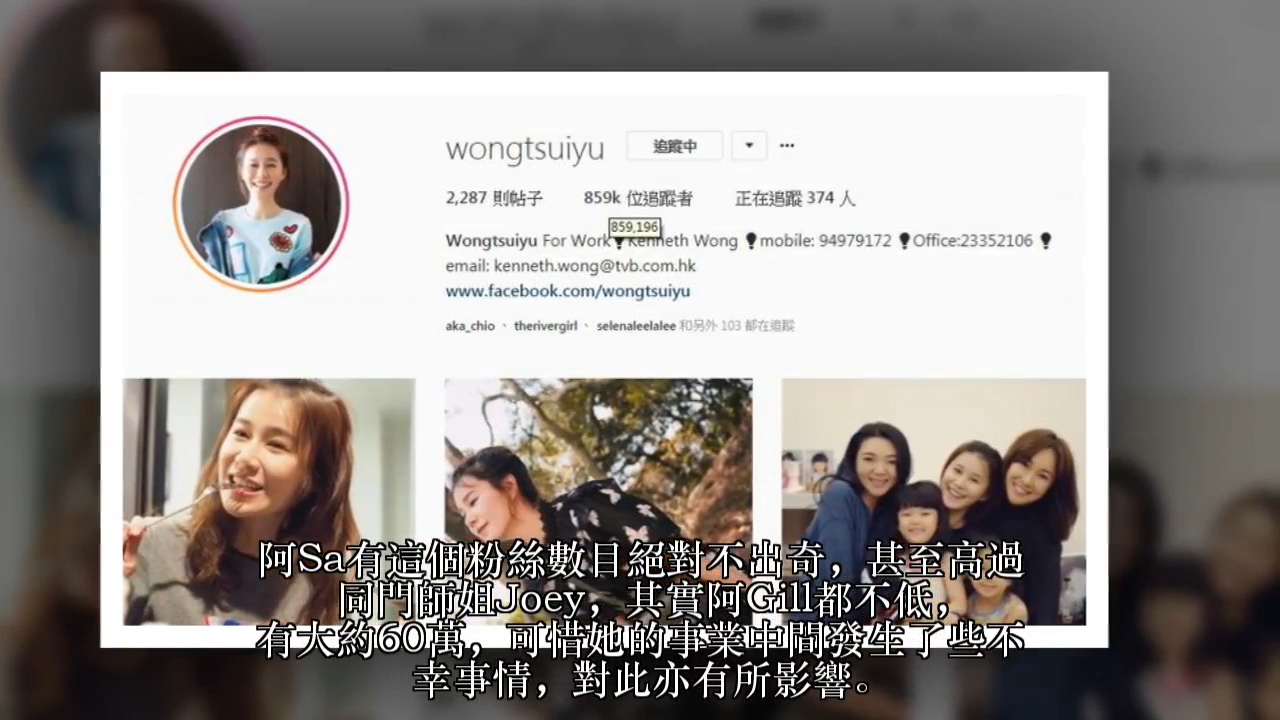 wongtsuiyu 追蹤中
2,287 則帖子 859k 位追蹤者 正在追蹤 374 人
859,196
Wongtsuiyu For Work Kenneth Wong mobile: 94979172 Office:23352106
email: kenneth.wong@tvb.com.hk
www.facebook.com/wongtsuiyu
aka_chio、therivergirl、selenaleelalee 和另外 103 都在追蹤
阿Sa有這個粉絲數目絕對不出奇，甚至高過
同門師姐Joey，其實阿Gill都不低，
有大約60萬，可惜她的事業中間發生了些不
幸事情，對此亦有所影響。